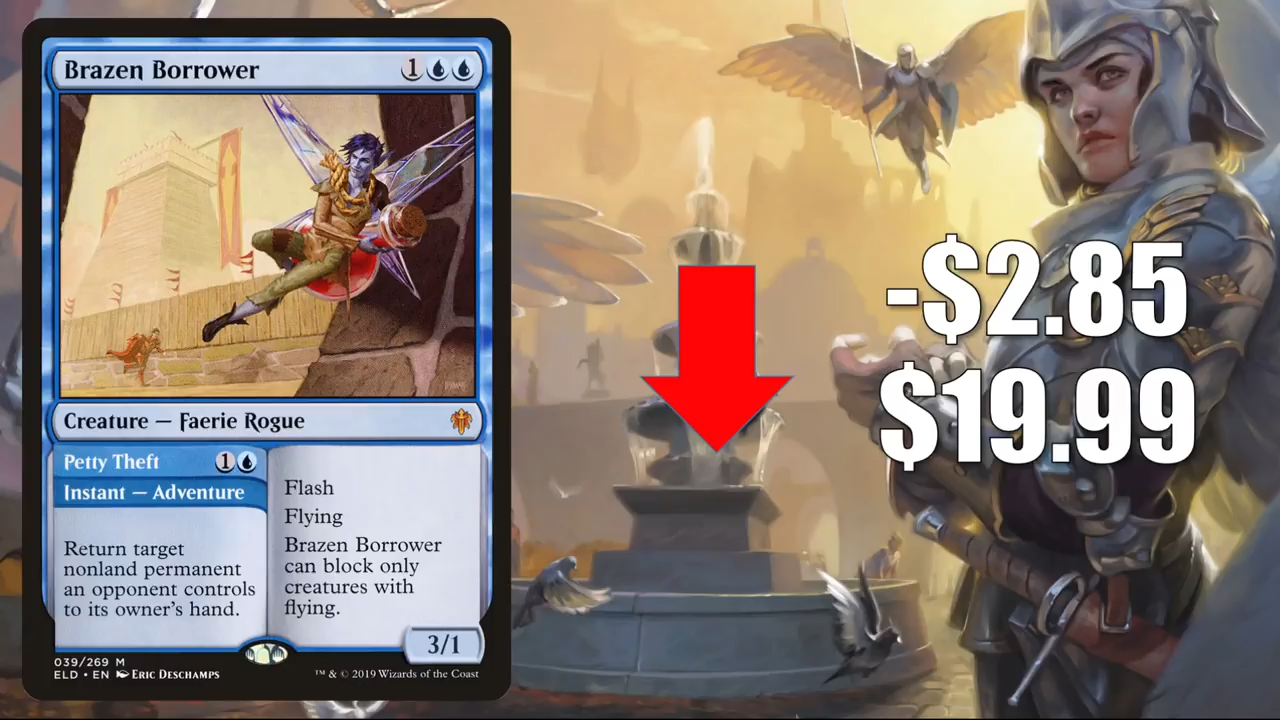 Brazen Borrower 1
Creature — Faerie Rogue
Petty Theft 1
Instant — Adventure
Return target
nonland permanent
an opponent controls
to its owner's hand.
Flash
Flying
Brazen Borrower
can block only
creatures with
flying.
3/1
039/269 M
ELD • EN Eric Deschamps
™ & © 2019 Wizards of the Coast
-$2.85
$19.99